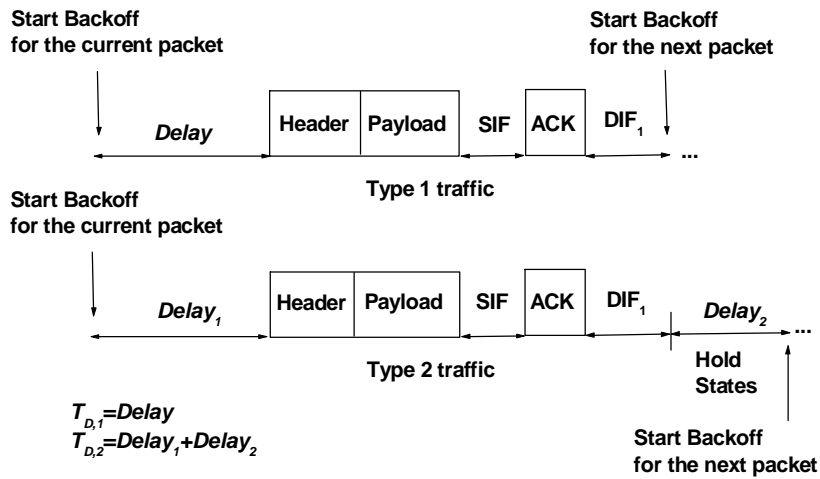 Start Backoff
for the current packet
Start Backoff
for the next packet
Delay
Header
Payload
SIF
ACK
DIF₁
...
Type 1 traffic
Start Backoff
for the current packet
Delay₁
Header
Payload
SIF
ACK
DIF₁
Delay₂
...
Type 2 traffic
Hold
States
T_D,1=Delay
T_D,2=Delay₁+Delay₂
Start Backoff
for the next packet